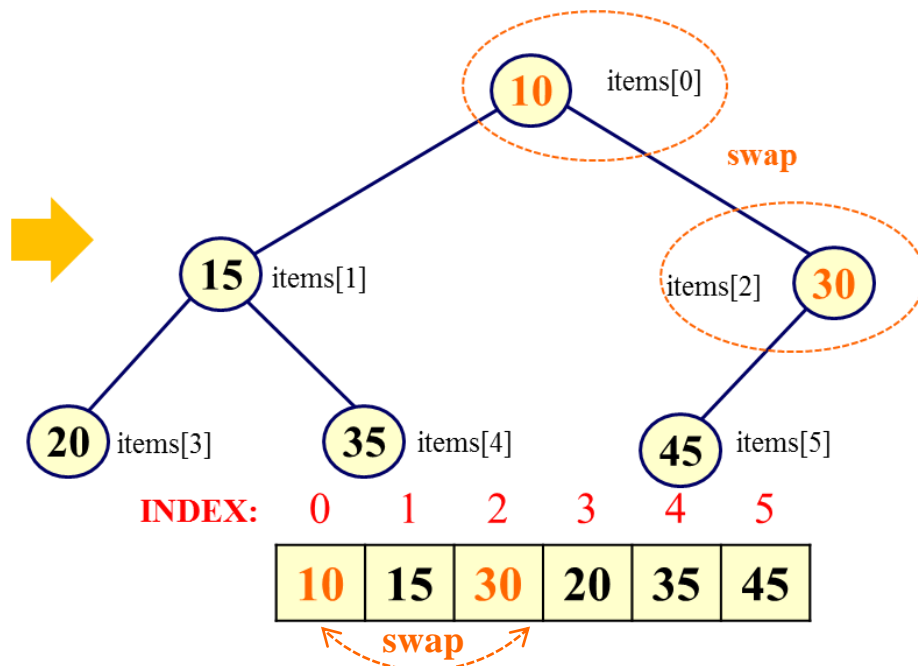 10 items[0]
swap
15 items[1]
items[2] 30
20 items[3]
35 items[4]
45 items[5]
INDEX: 0 1 2 3 4 5
10 15 30 20 35 45
swap